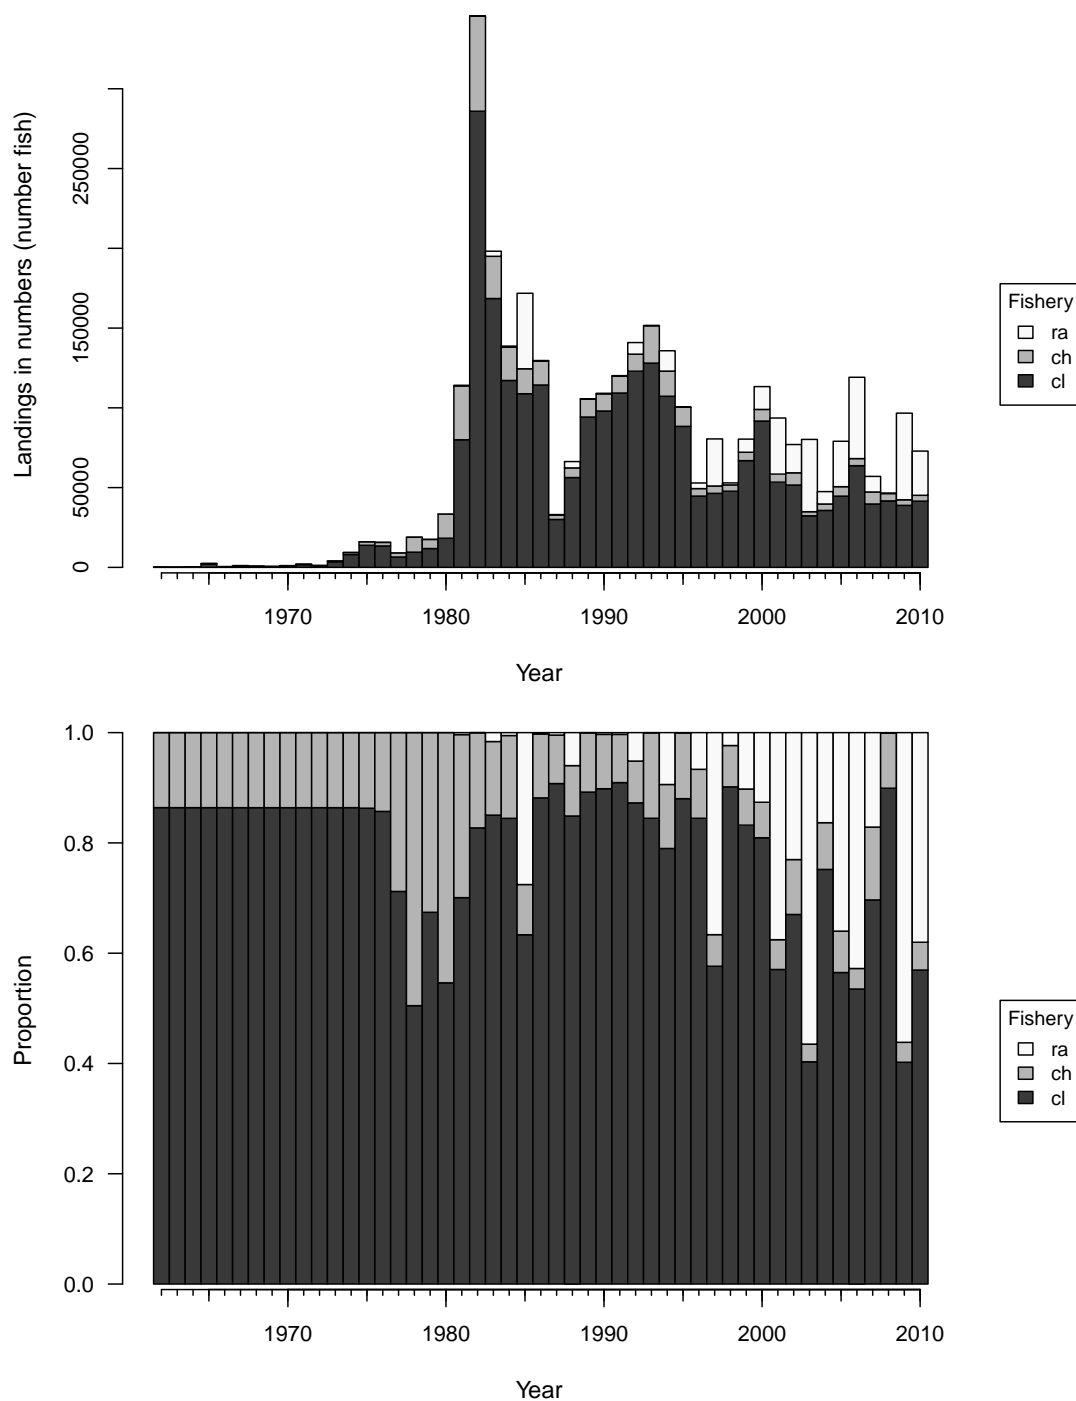 Landings in numbers (number fish)
250000
150000
50000
0
1970 1980 1990 2000 2010
Year
Fishery
ra
ch
cl
Proportion
1.0
0.8
0.6
0.4
0.2
0.0
1970 1980 1990 2000 2010
Year
Fishery
ra
ch
cl